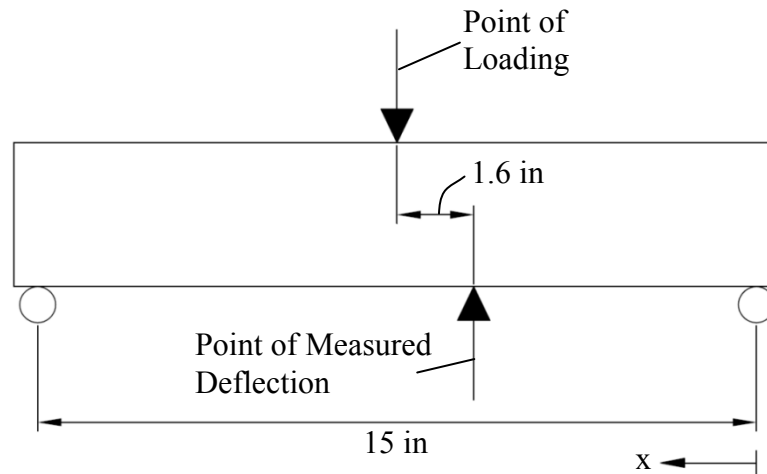 Point of
Loading
1.6 in
Point of Measured
Deflection
15 in
x